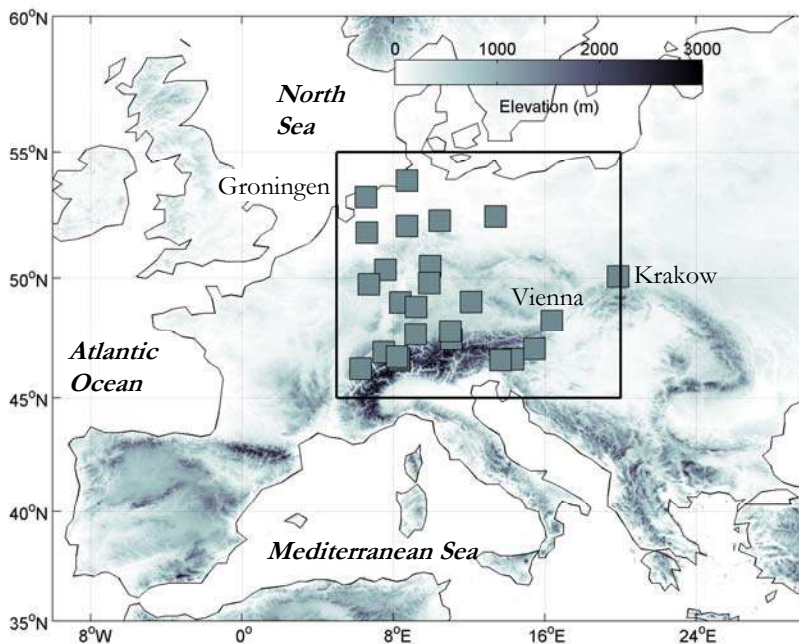 60°N
0 1000 2000 3000
Elevation (m)
North
Sea
55°N
Groningen
50°N
Krakow
Vienna
Atlantic
Ocean
45°N
40°N
Mediterranean Sea
35°N
8°W 0° 8°E 16°E 24°E